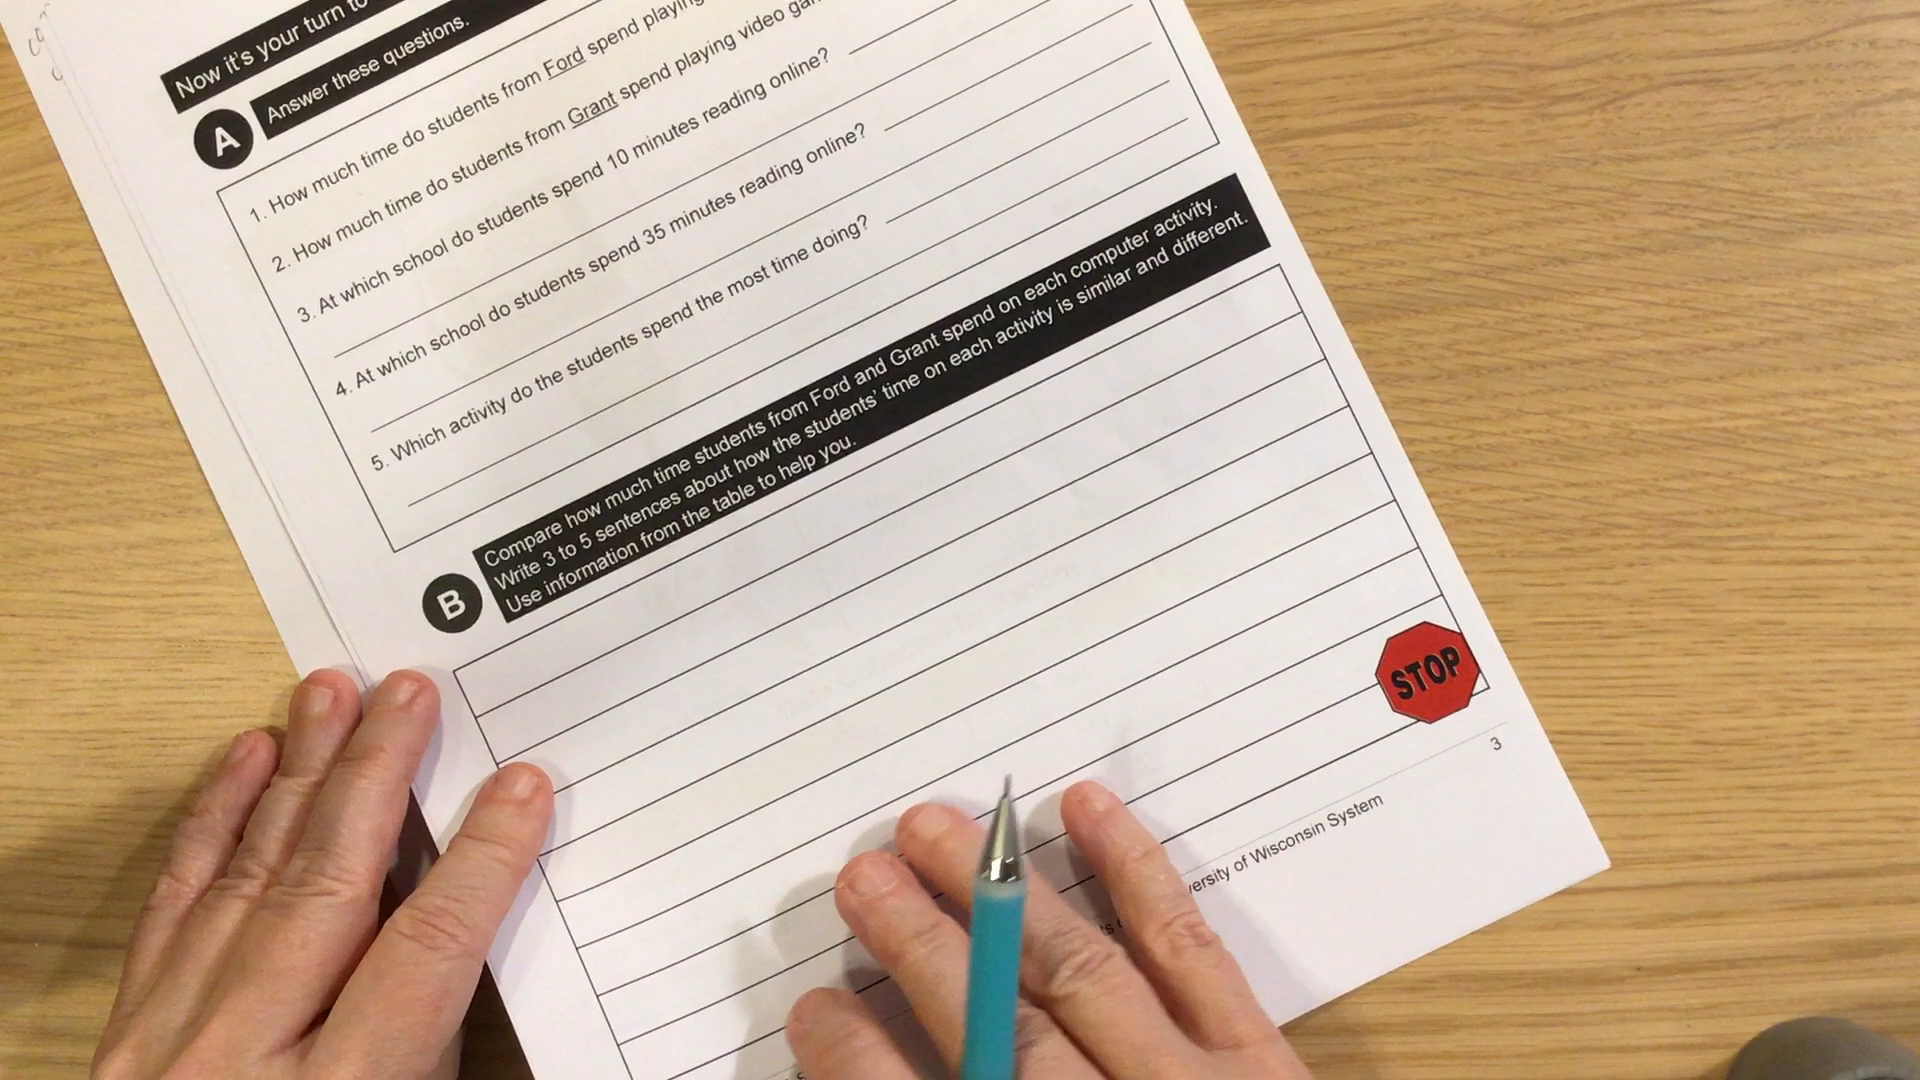 Now it's your turn to
A
Answer these questions.
1. How much time do students from Ford spend playing
2. How much time do students from Grant spend playing video
3. At which school do students spend 10 minutes reading online?
4. At which school do students spend 35 minutes reading online?
5. Which activity do the students spend the most time doing?
B
Compare how much time students from Ford and Grant spend on each computer activity.
Write 3 to 5 sentences about how the students' time on each activity is similar and different.
Use information from the table to help you.
STOP
3
of Wisconsin System